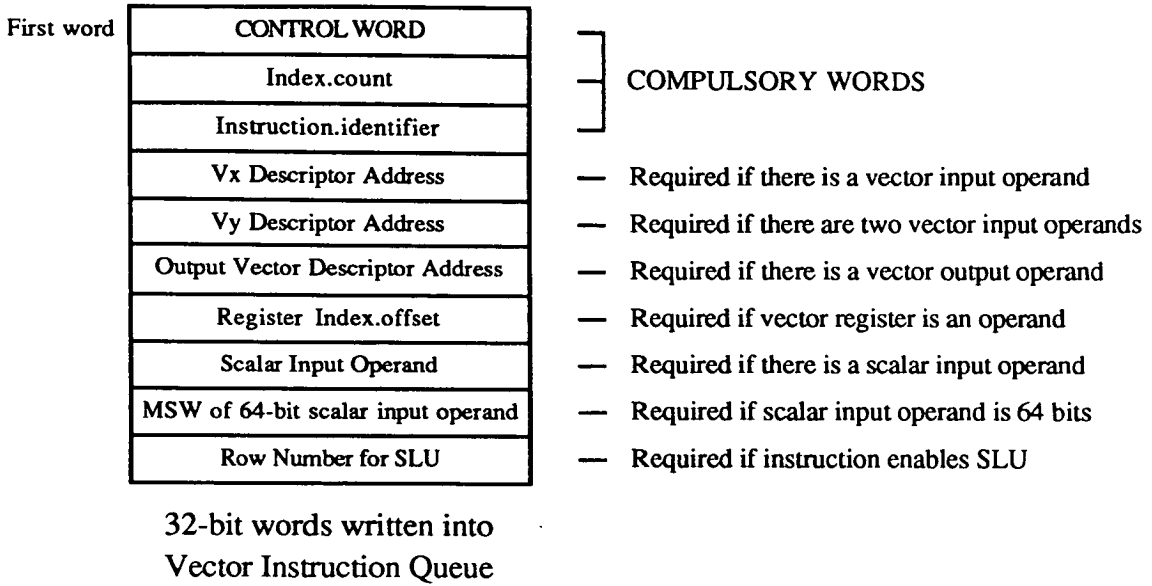 First word
CONTROL WORD
Index.count
COMPULSORY WORDS
Instruction.identifier
Vx Descriptor Address
— Required if there is a vector input operand
Vy Descriptor Address
— Required if there are two vector input operands
Output Vector Descriptor Address
— Required if there is a vector output operand
Register Index.offset
— Required if vector register is an operand
Scalar Input Operand
— Required if there is a scalar input operand
MSW of 64-bit scalar input operand
— Required if scalar input operand is 64 bits
Row Number for SLU
— Required if instruction enables SLU
32-bit words written into
Vector Instruction Queue